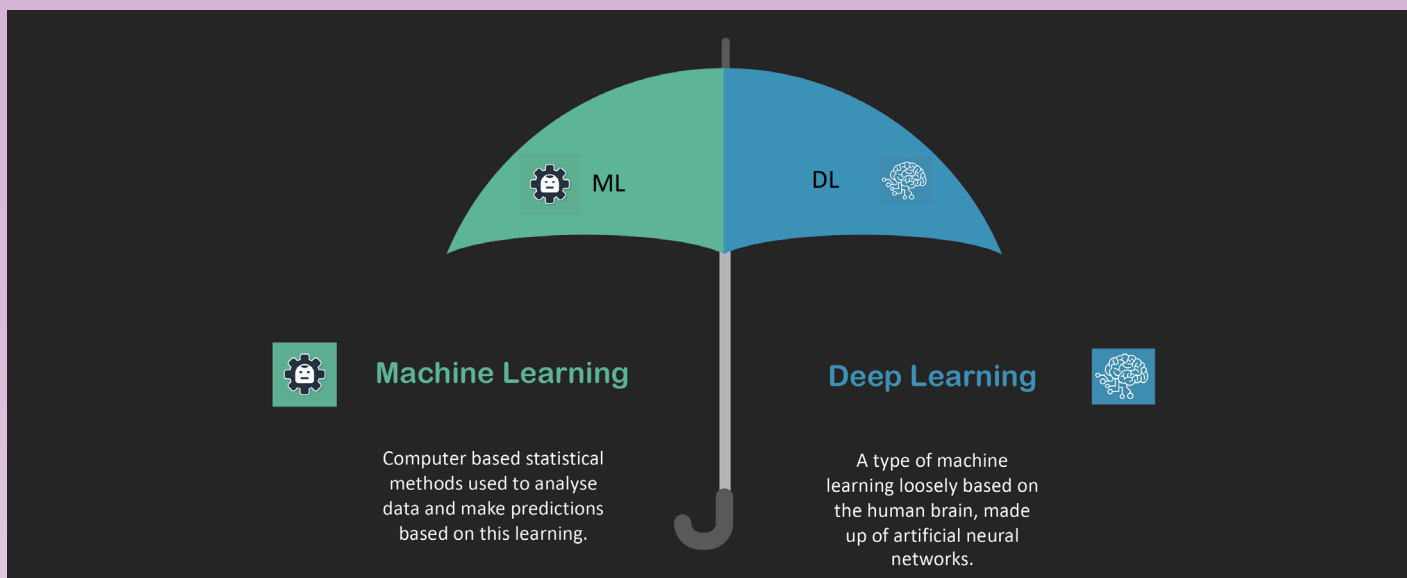 ML
DL
Machine Learning
Deep Learning
Computer based statistical
methods used to analyse
data and make predictions
based on this learning.
A type of machine
learning loosely based on
the human brain, made
up of artificial neural
networks.